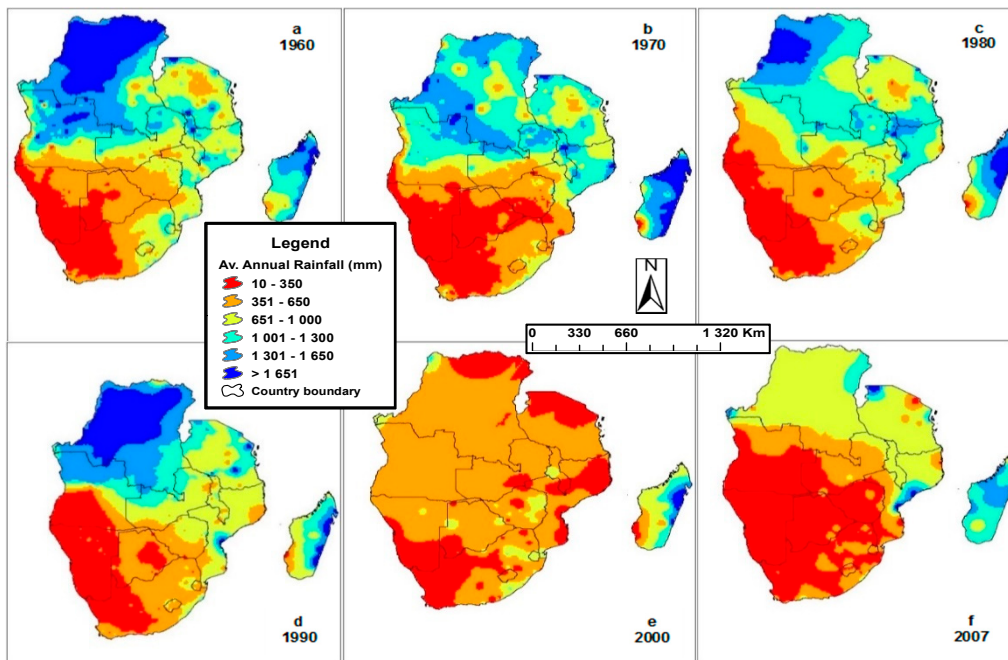 a
1960
b
1970
c
1980
Legend
Av. Annual Rainfall (mm)
10 - 350
351 - 650
651 - 1 000
1 001 - 1 300
1 301 - 1 650
> 1 651
Country boundary
N
0 330 660 1 320 Km
d
1990
e
2000
f
2007